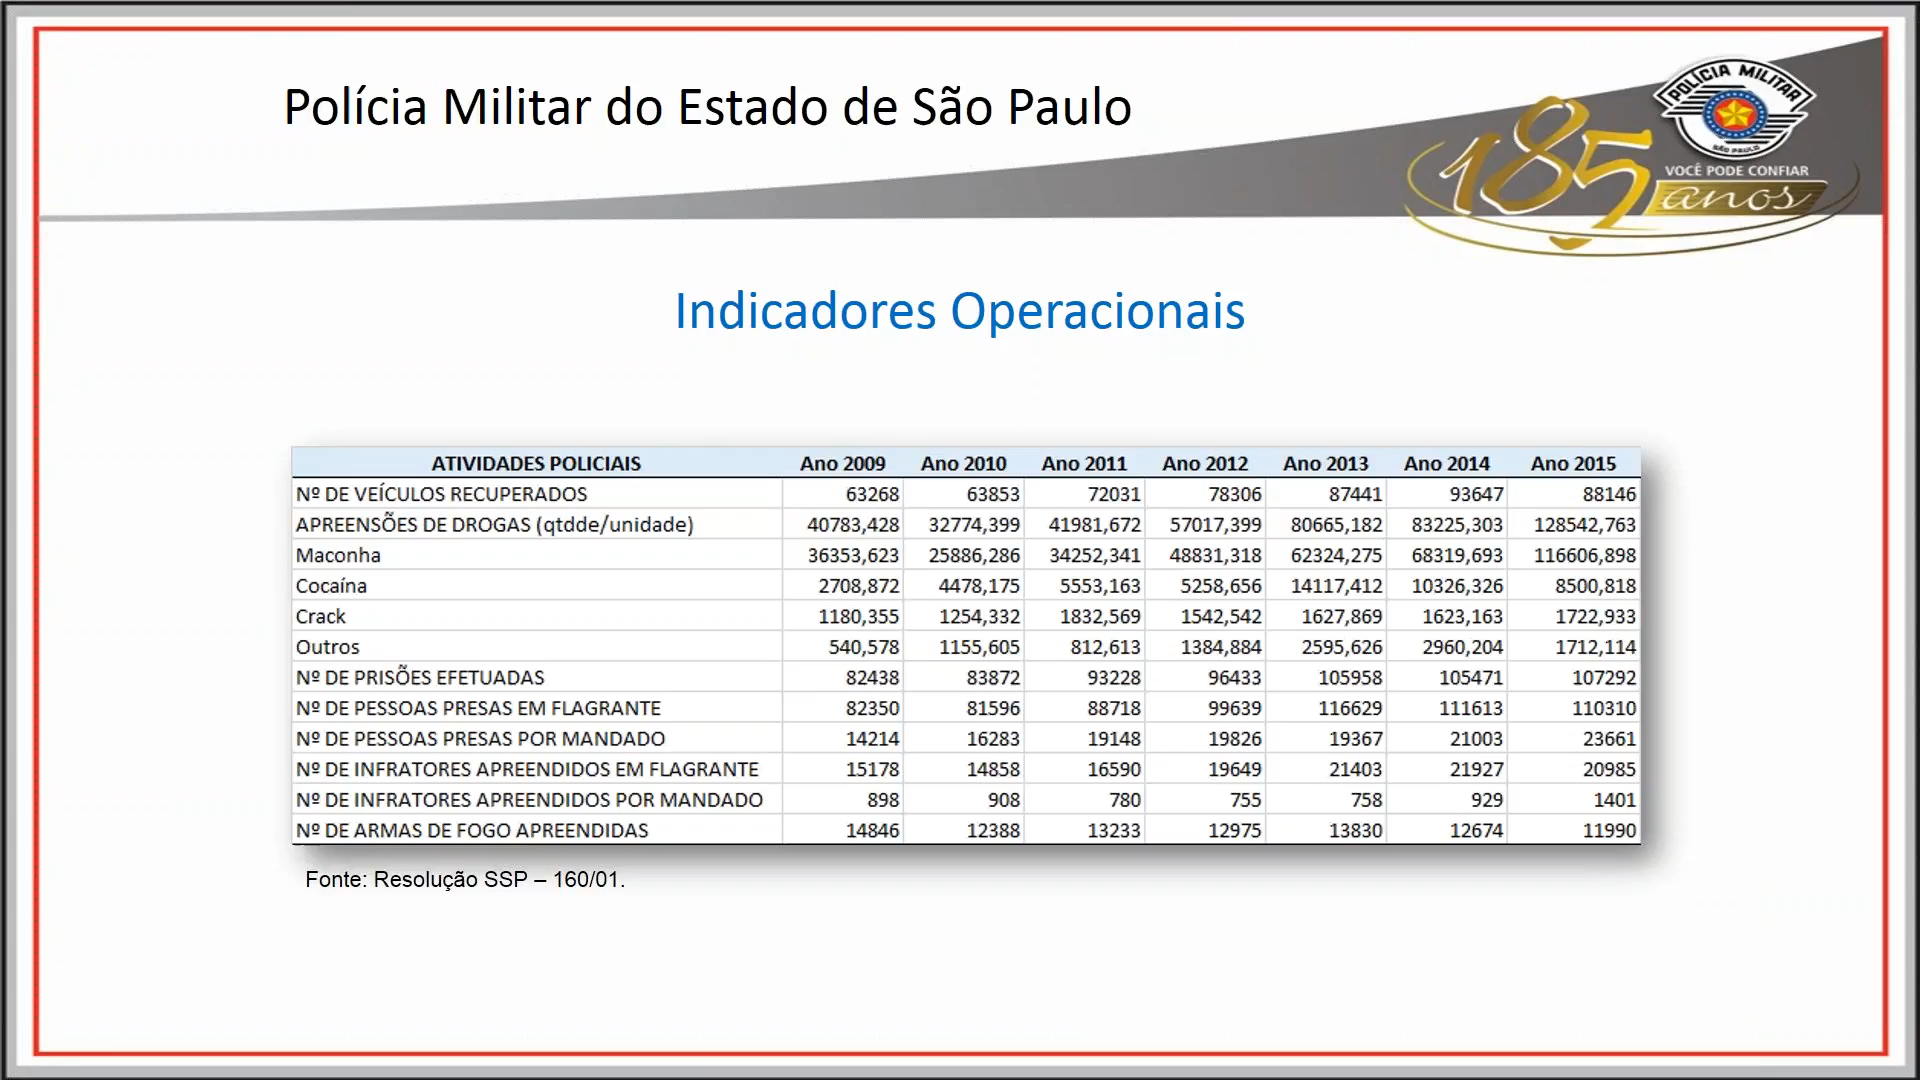 Polícia Militar do Estado de São Paulo
POLÍCIA MILITAR
SÃO PAULO
VOCÊ PODE CONFIAR
185
anos
Indicadores Operacionais
ATIVIDADES POLICIAIS Ano 2009 Ano 2010 Ano 2011 Ano 2012 Ano 2013 Ano 2014 Ano 2015
Nº DE VEÍCULOS RECUPERADOS 63268 63853 72031 78306 87441 93647 88146
APREENSÕES DE DROGAS (qtdde/unidade) 40783,428 32774,399 41981,672 57017,399 80665,182 83225,303 128542,763
Maconha 36353,623 25886,286 34252,341 48831,318 62324,275 68319,693 116606,898
Cocaína 2708,872 4478,175 5553,163 5258,656 14117,412 10326,326 8500,818
Crack 1180,355 1254,332 1832,569 1542,542 1627,869 1623,163 1722,933
Outros 540,578 1155,605 812,613 1384,884 2595,626 2960,204 1712,114
Nº DE PRISÕES EFETUADAS 82438 83872 93228 96433 105958 105471 107292
Nº DE PESSOAS PRESAS EM FLAGRANTE 82350 81596 88718 99639 116629 111613 110310
Nº DE PESSOAS PRESAS POR MANDADO 14214 16283 19148 19826 19367 21003 23661
Nº DE INFRATORES APREENDIDOS EM FLAGRANTE 15178 14858 16590 19649 21403 21927 20985
Nº DE INFRATORES APREENDIDOS POR MANDADO 898 908 780 755 758 929 1401
Nº DE ARMAS DE FOGO APREENDIDAS 14846 12388 13233 12975 13830 12674 11990
Fonte: Resolução SSP – 160/01.